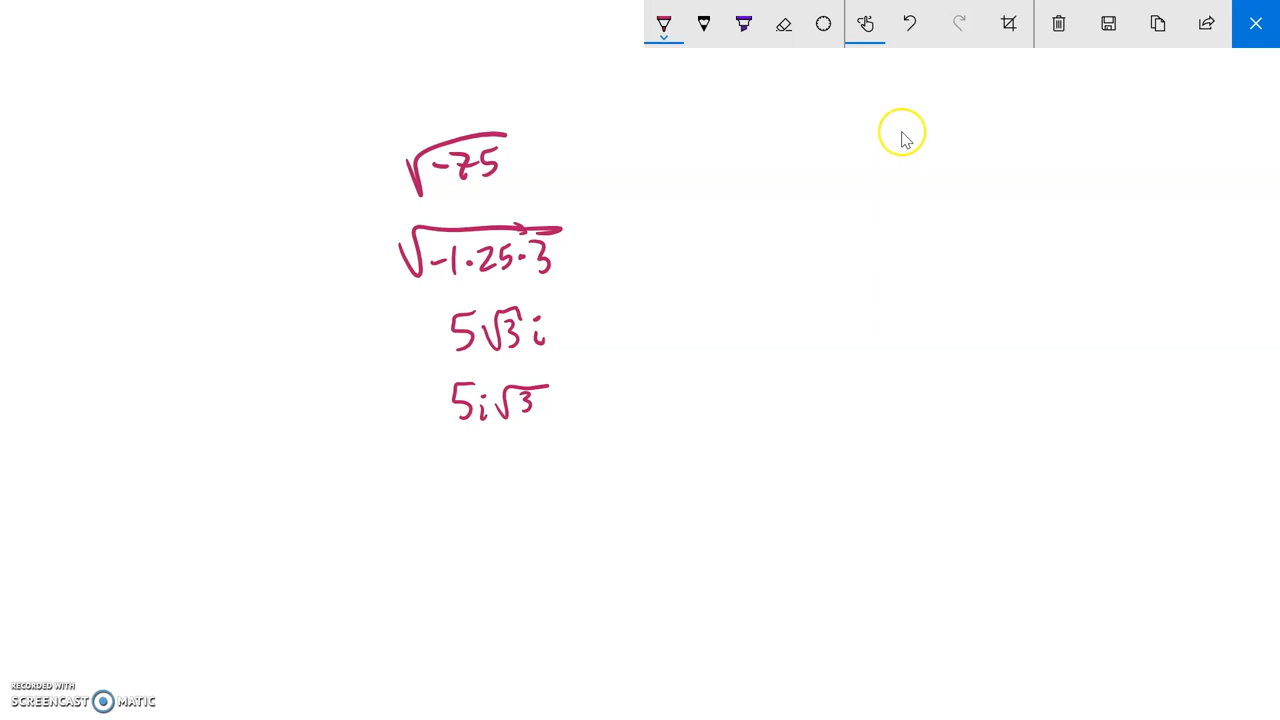 √-75
√-1·25·3
5√3 i
5i√3
RECORDED WITH
SCREENCAST MATIC